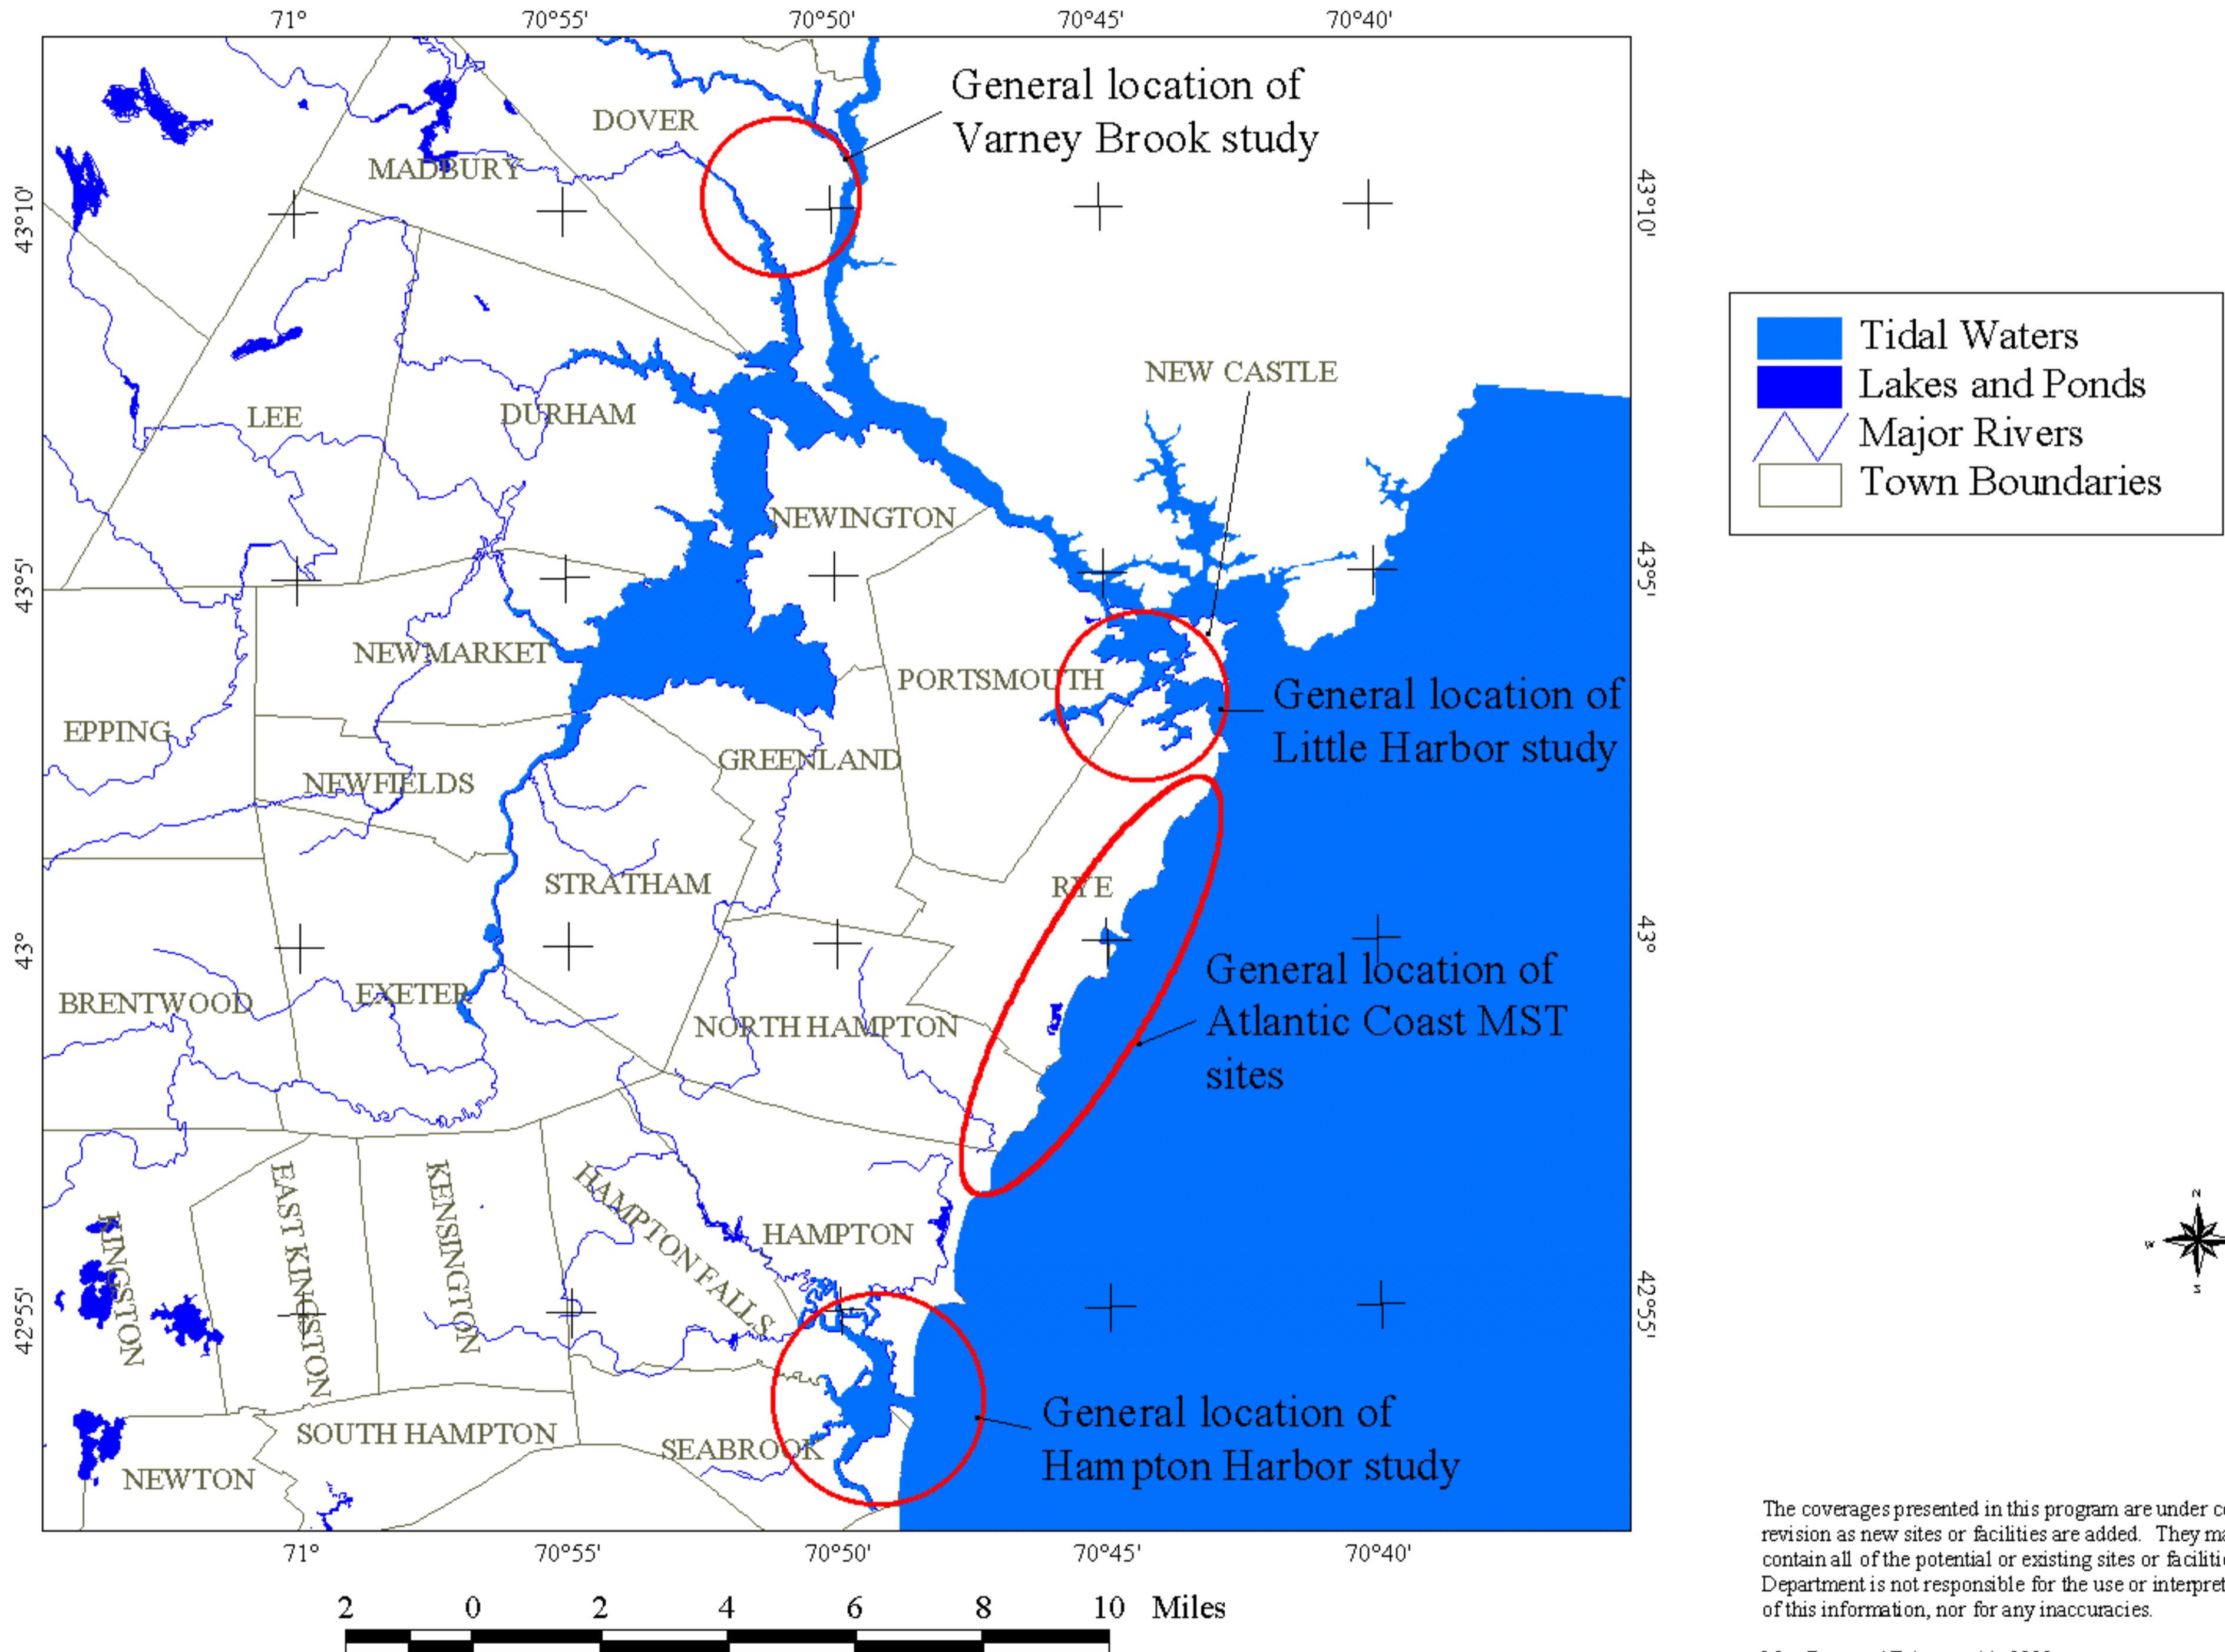 71° 70°55' 70°50' 70°45' 70°40'
General location of
Varney Brook study
DOVER
MADBURY
43°10' 43°10'
NEW CASTLE
Tidal Waters
Lakes and Ponds
Major Rivers
Town Boundaries
LEE
DURHAM
NEWINGTON
43°5' 43°5'
NEWMARKET
PORTSMOUTH
General location of
Little Harbor study
EPPING
GREENLAND
NEWFIELDS
STRATHAM
RYE
43° 43°
General location of
Atlantic Coast MST
sites
BRENTWOOD
EXETER
NORTH HAMPTON
KINGSTON
EAST KINGSTON
KENSINGTON
HAMPTON FALLS
HAMPTON
N
W
42°55' 42°55'
General location of
Hampton Harbor study
SOUTH HAMPTON
SEABROOK
NEWTON
71° 70°55' 70°50' 70°45' 70°40'
2 0 2 4 6 8 10 Miles
The coverages presented in this program are under
revision as new sites or facilities are added. They
contain all of the potential or existing sites or
Department is not responsible for the use or
of this information, nor for any inaccuracies.